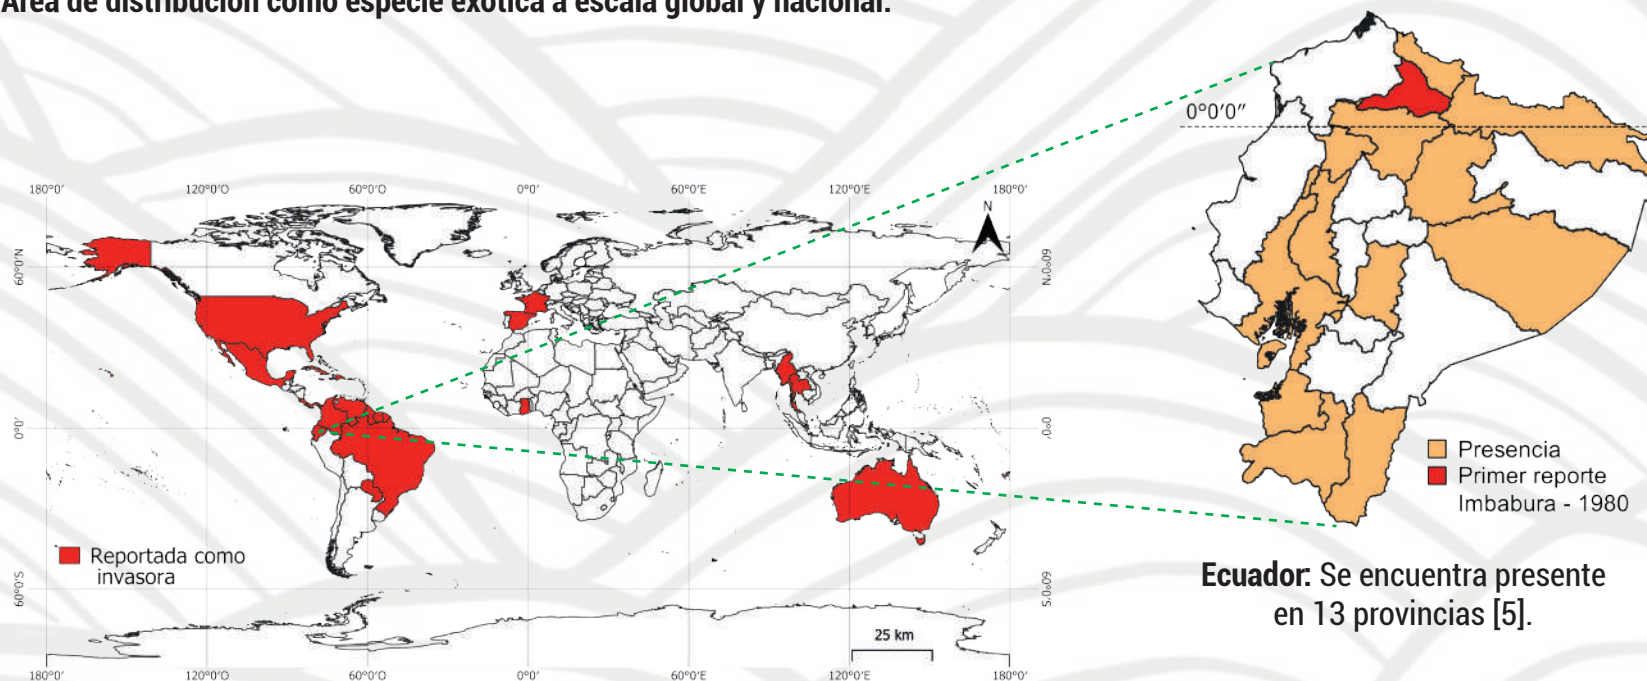 Área de distribución como especie exótica a escala global y nacional.
0°0′0″
180°0′ 120°0′O 60°0′O 0°0′ 60°0′E 120°0′E 180°0′
N
60°0′N
60°0′N
0°0′
0°0′
Presencia
Primer reporte
Imbabura - 1980
Reportada como
invasora
60°0′S
60°0′S
Ecuador: Se encuentra presente
en 13 provincias [5].
25 km
180°0′ 120°0′O 60°0′O 0°0′ 60°0′E 120°0′E 180°0′